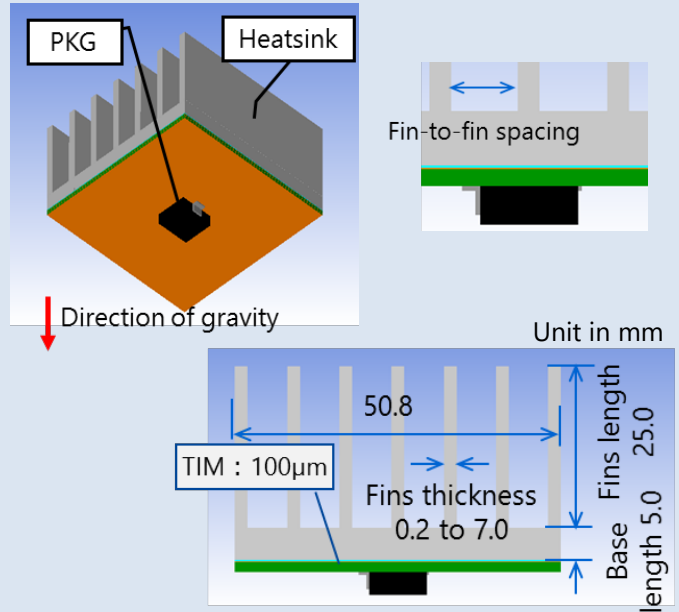 PKG
Heatsink
Fin-to-fin spacing
Direction of gravity
Unit in mm
50.8
TIM : 100μm
Fins thickness
0.2 to 7.0
Fins length
25.0
Base
length 5.0